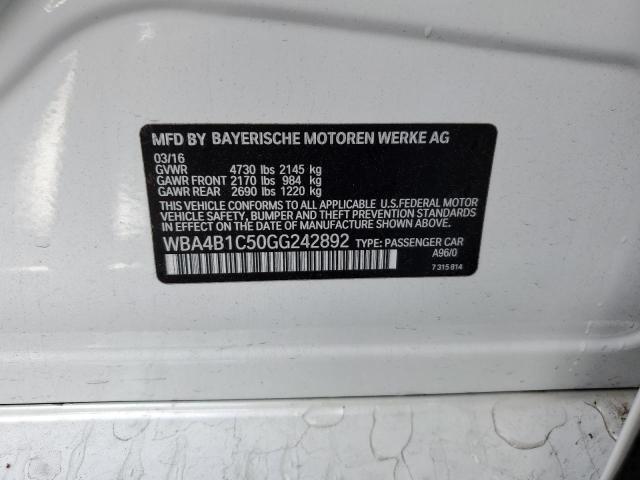 MFD BY BAYERISCHE MOTOREN WERKE AG
03/16
GVWR 4730 lbs 2145 kg
GAWR FRONT 2170 lbs 984 kg
GAWR REAR 2690 lbs 1220 kg
THIS VEHICLE CONFORMS TO ALL APPLICABLE U.S.FEDERAL MOTOR
VEHICLE SAFETY, BUMPER AND THEFT PREVENTION STANDARDS
IN EFFECT ON THE DATE OF MANUFACTURE SHOWN ABOVE.
WBA4B1C50GG242892 TYPE: PASSENGER CAR
A96/0
7 315 814